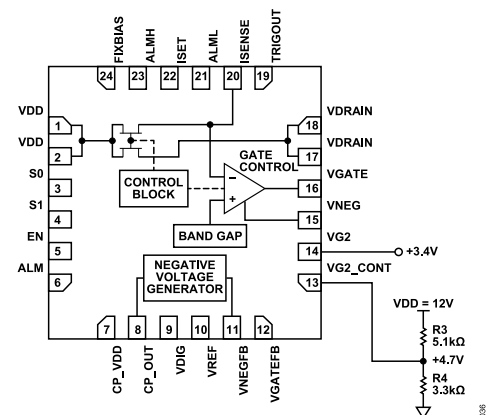 FIXBIAS
ALMH
ISET
ALML
ISENSE
TRIGOUT
24
23
22
21
20
19
VDD
1
VDD
2
S0
3
S1
4
EN
5
ALM
6
VDRAIN
18
VDRAIN
17
VGATE
16
VNEG
15
VG2
14
+3.4V
VG2_CONT
13
GATE
CONTROL
–
+
CONTROL
BLOCK
BAND GAP
NEGATIVE
VOLTAGE
GENERATOR
VDD = 12V
R3
5.1kΩ
+4.7V
R4
3.3kΩ
7
8
9
10
11
12
CP_VDD
CP_OUT
VDIG
VREF
VNEGFB
VGATEFB